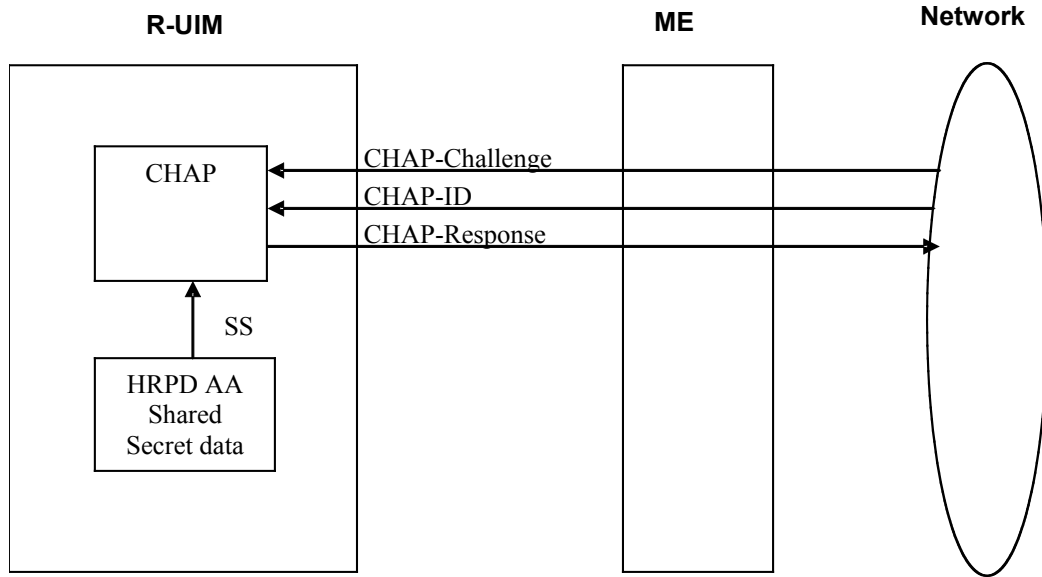 R-UIM
ME
Network
CHAP
CHAP-Challenge
CHAP-ID
CHAP-Response
SS
HRPD AA
Shared
Secret data